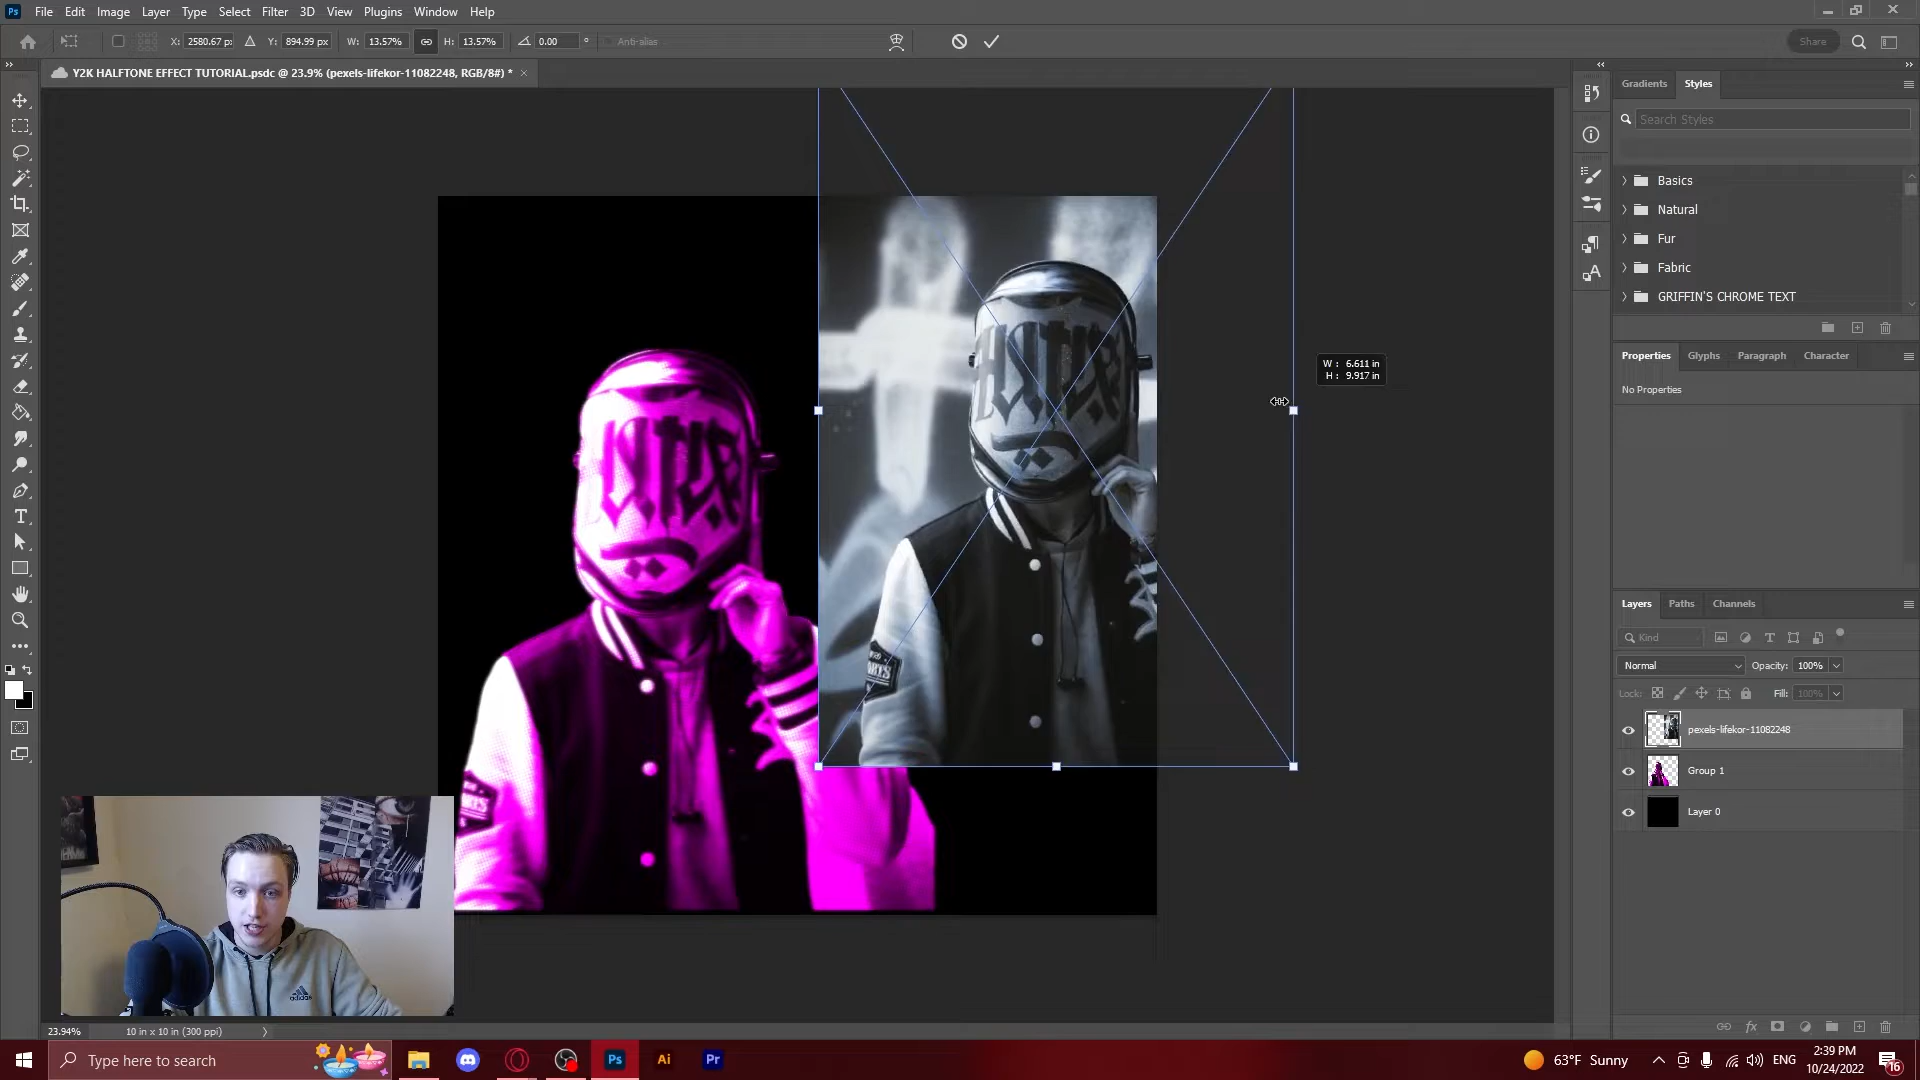 Ps File Edit Image Layer Type Select Filter 3D View Plugins Window Help
X: 2580.67 p: Y: 894.99 px W: 13.57% H: 13.57% 0.00 ° Anti-alias Share
Y2K HALFTONE EFFECT TUTORIAL.psdc @ 23.9% (pexels-lifekor-11082248, RGB/8#) * ×
Gradients Styles
Search Styles
Basics
Natural
Fur
Fabric
GRIFFIN'S CHROME TEXT
Properties Glyphs Paragraph Character
No Properties
W : 6.611 in
H : 9.917 in
Layers Paths Channels
Kind
Normal Opacity: 100%
Lock: Fill: 100%
pexels-lifekor-11082248
Group 1
Layer 0
23.94% 10 in x 10 in (300 ppi)
Type here to search
Ps Ai Pr
63°F Sunny ENG 2:39 PM
10/24/2022
16